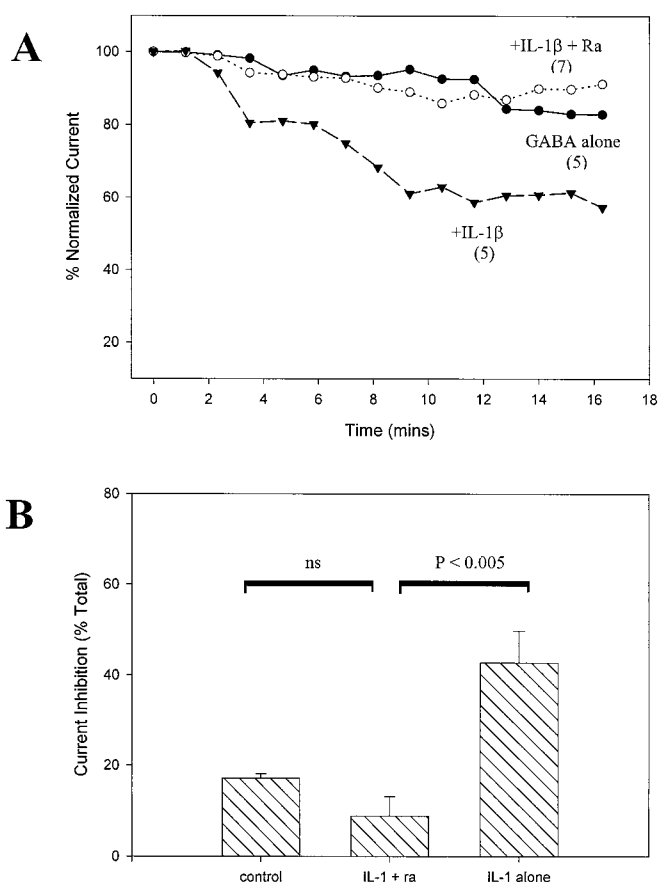 A
100
80
60
40
20
% Normalized Current
+IL-1β + Ra
(7)
GABA alone
(5)
+IL-1β
(5)
0 2 4 6 8 10 12 14 16 18
Time (mins)
B
80
60
40
20
0
Current Inhibition (% Total)
ns
P < 0.005
control IL-1 + ra IL-1 alone